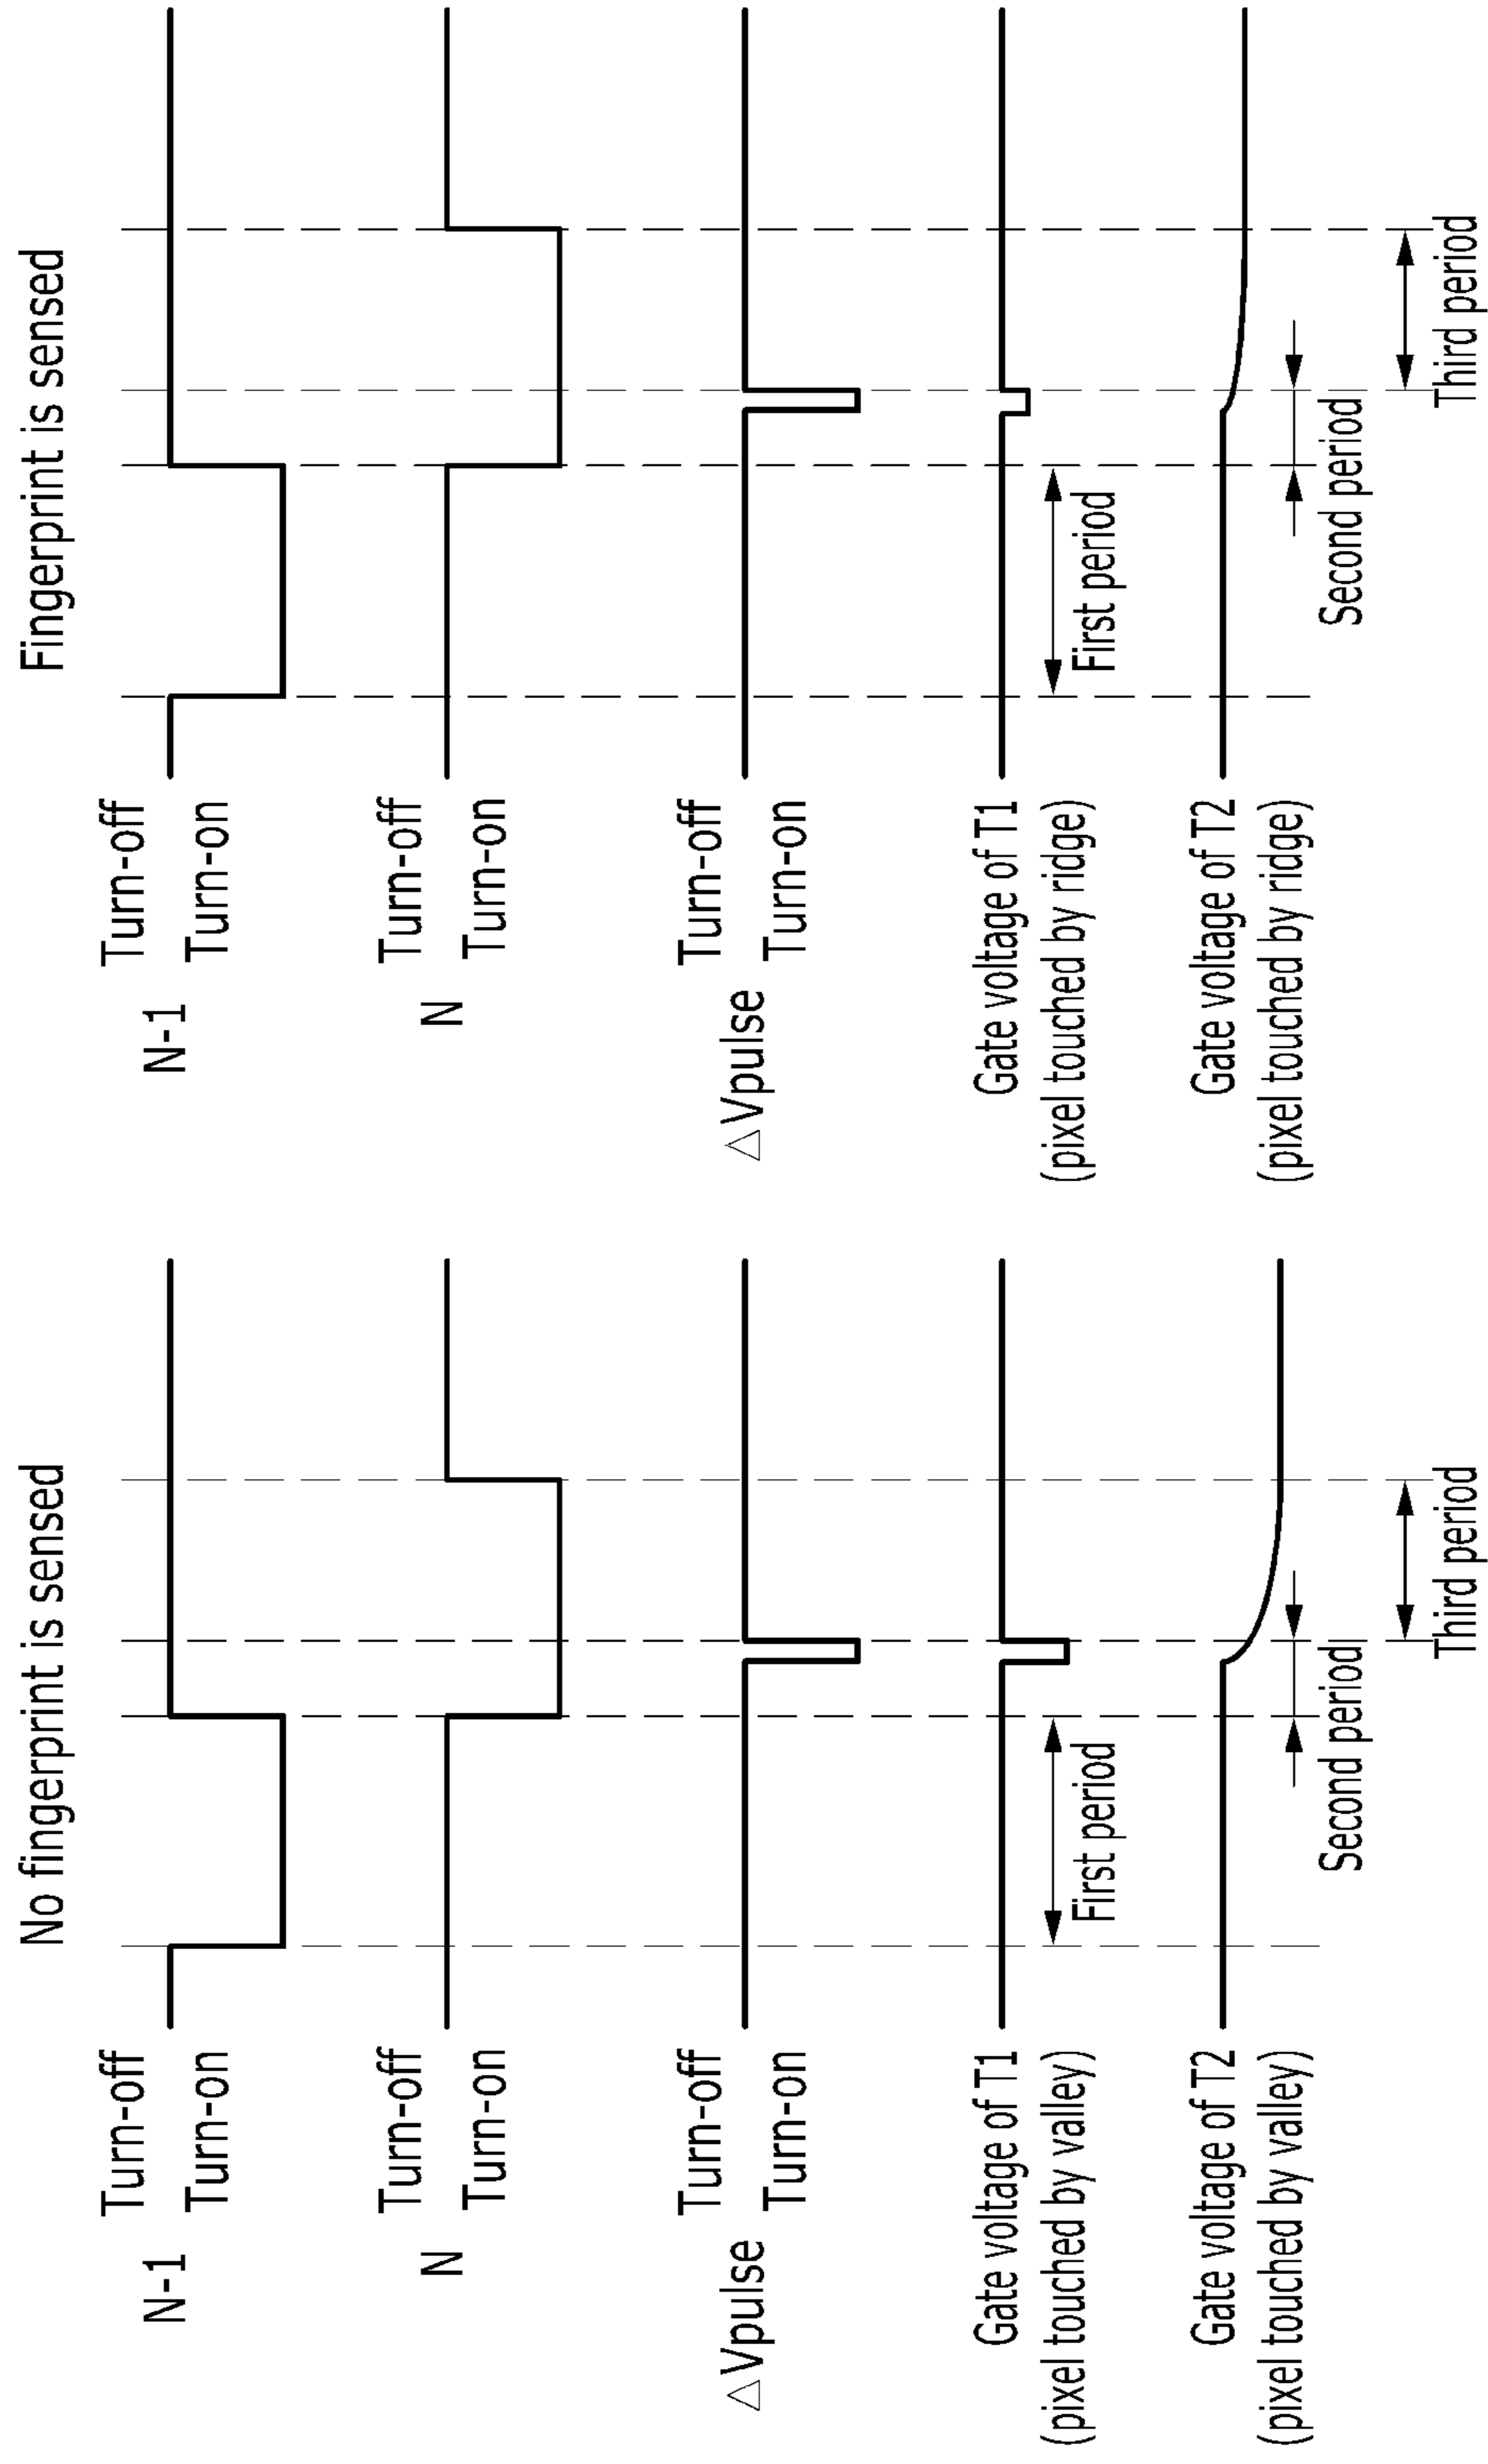 No fingerprint is sensed
N-1
Turn-off
Turn-on
N
Turn-off
Turn-on
△Vpulse
Turn-off
Turn-on
Gate voltage of T1
(pixel touched by valley)
First period
Gate voltage of T2
(pixel touched by valley)
Second period
Third period
Fingerprint is sensed
N-1
Turn-off
Turn-on
N
Turn-off
Turn-on
△Vpulse
Turn-off
Turn-on
Gate voltage of T1
(pixel touched by ridge)
First period
Gate voltage of T2
(pixel touched by ridge)
Second period
Third period